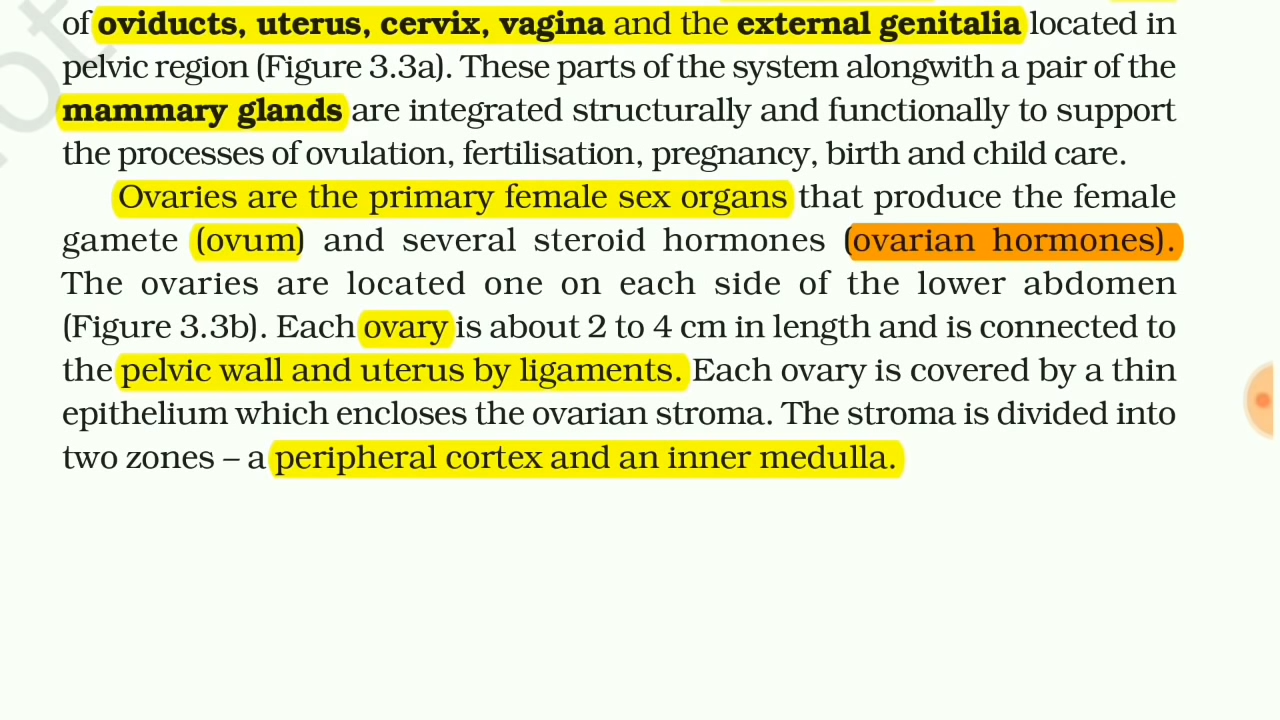 of oviducts, uterus, cervix, vagina and the external genitalia located in
pelvic region (Figure 3.3a). These parts of the system alongwith a pair of the
mammary glands are integrated structurally and functionally to support
the processes of ovulation, fertilisation, pregnancy, birth and child care.
Ovaries are the primary female sex organs that produce the female
gamete (ovum) and several steroid hormones (ovarian hormones).
The ovaries are located one on each side of the lower abdomen
(Figure 3.3b). Each ovary is about 2 to 4 cm in length and is connected to
the pelvic wall and uterus by ligaments. Each ovary is covered by a thin
epithelium which encloses the ovarian stroma. The stroma is divided into
two zones – a peripheral cortex and an inner medulla.